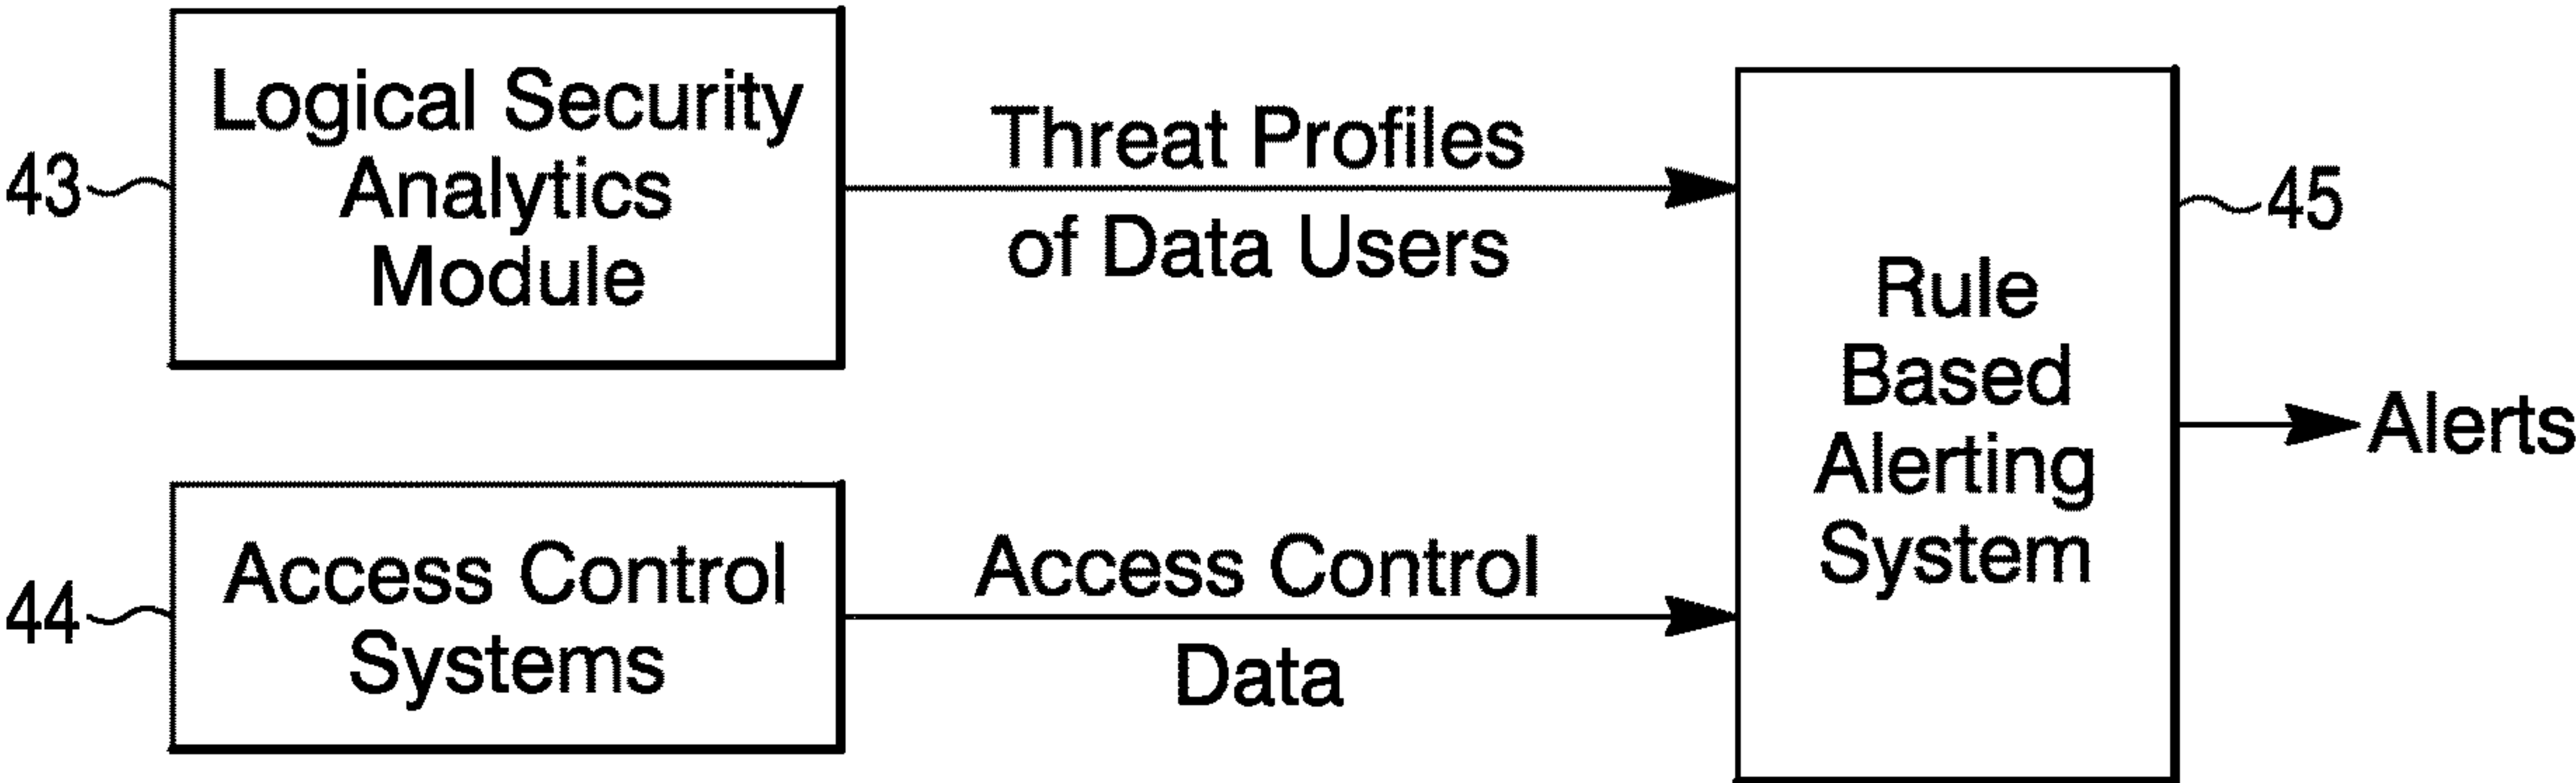 43
Logical Security
Analytics
Module
Threat Profiles
of Data Users
44
Access Control
Systems
Access Control
Data
45
Rule
Based
Alerting
System
Alerts